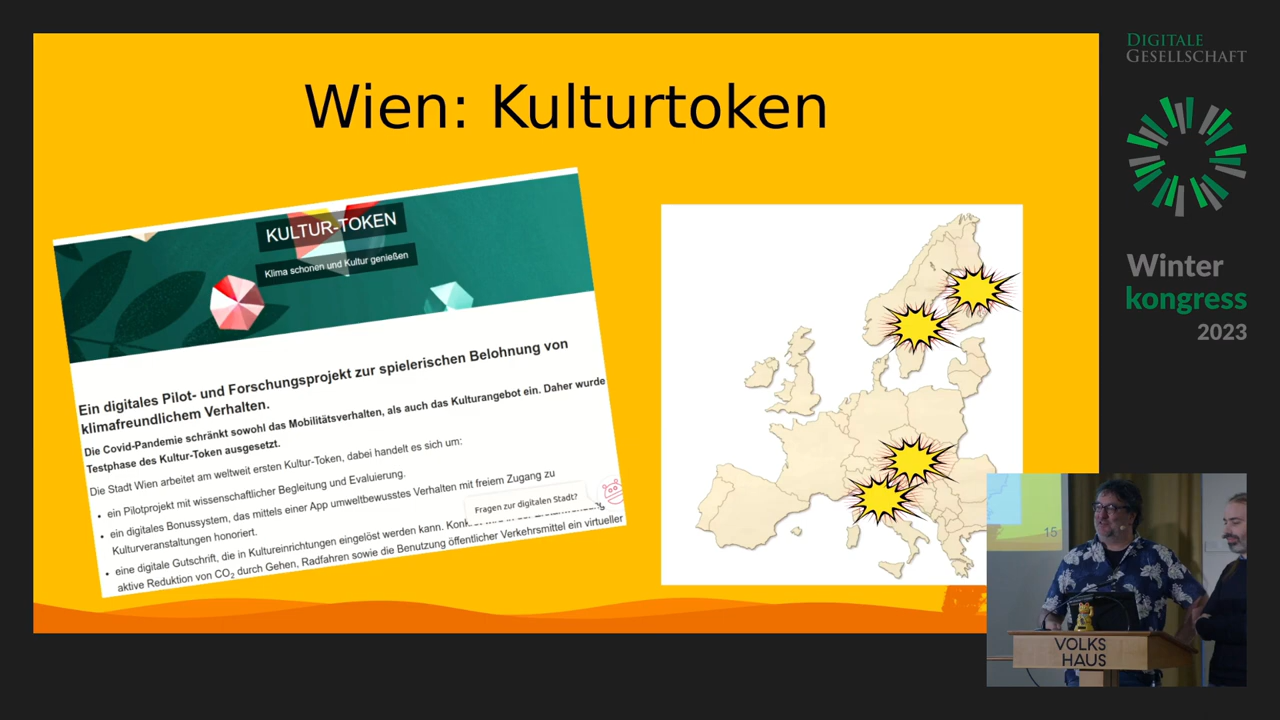 Wien: Kulturtoken
KULTUR-TOKEN
Klima schonen und Kultur genießen
Ein digitales Pilot- und Forschungsprojekt zur spielerischen Belohnung von
klimafreundlichem Verhalten.
Die Covid-Pandemie schränkt sowohl das Mobilitätsverhalten, als auch das Kulturangebot ein. Daher wurde
Testphase des Kultur-Token ausgesetzt.
Die Stadt Wien arbeitet am weltweit ersten Kultur-Token, dabei handelt es sich um:
• ein Pilotprojekt mit wissenschaftlicher Begleitung und Evaluierung.
• ein digitales Bonussystem, das mittels einer App umweltbewusstes Verhalten mit freiem Zugang zu
Kulturveranstaltungen honoriert.
• eine digitale Gutschrift, die in Kultureinrichtungen eingelöst werden kann.
aktive Reduktion von CO2 durch Gehen, Radfahren sowie die Benutzung öffentlicher Verkehrsmittel ein virtueller
Fragen zur digitalen Stadt?
DIGITALE
GESELLSCHAFT
Winter
kongress
2023
15
VOLKS
HAUS